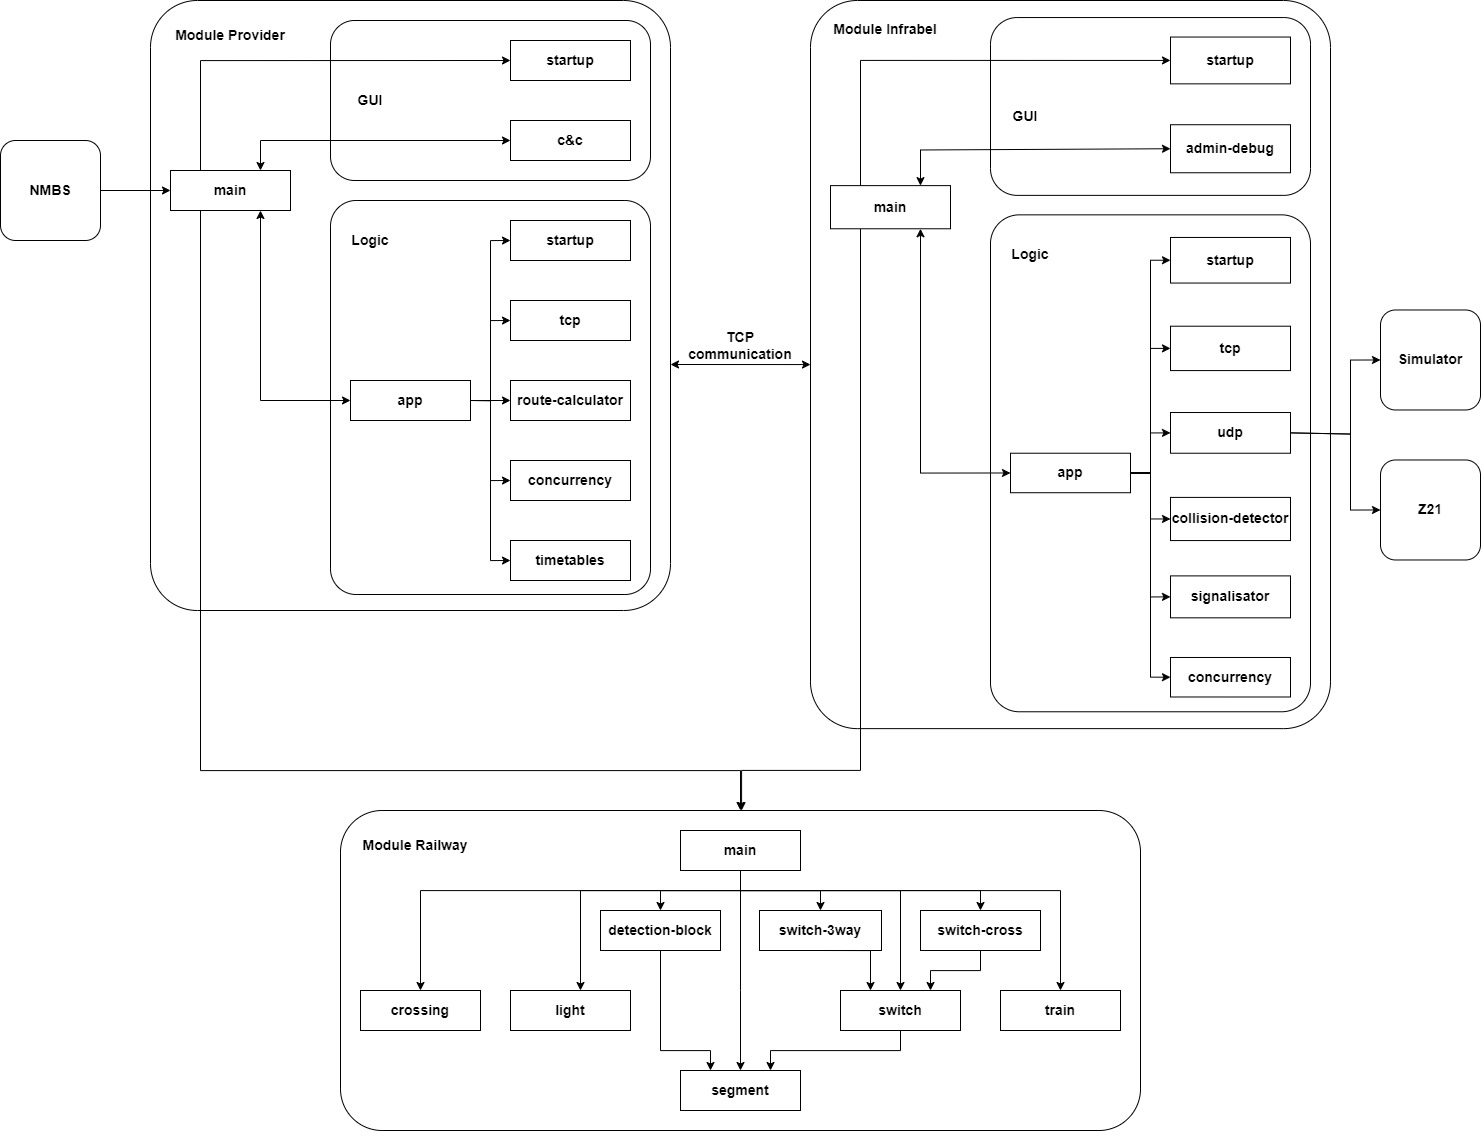 Module Provider
GUI
startup
c&c
NMBS
main
Logic
startup
tcp
app
route-calculator
concurrency
timetables
TCP
communication
Module Infrabel
GUI
startup
admin-debug
main
Logic
startup
tcp
udp
app
collision-detector
signalisator
concurrency
Simulator
Z21
Module Railway
main
detection-block
switch-3way
switch-cross
crossing
light
switch
train
segment